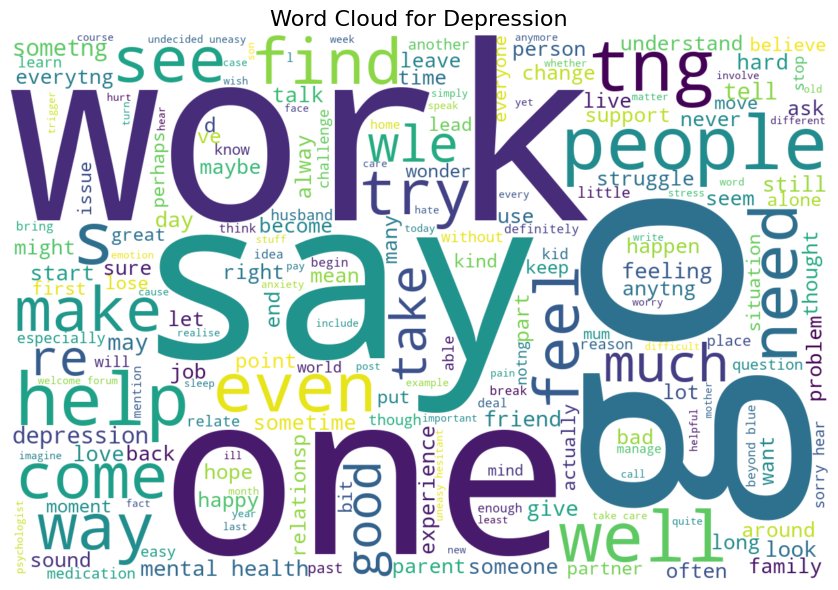 Word Cloud for Depression
course
undecided uneasy
sometng
learn
everytng
see
case
wish
find
l
week
another
leave
time
anymore
person
everyone
change
whether
understand
believe
hard
stop
tng
tell
involve
old
trigger
hurt
turn
hear
work
son
face
talk
simply
speak
yet
live
matter
move
ask
support
never
different
d
ve
know
maybe
perhaps
issue
alway
challenge
home
lead
wle
care
wonder
try
people
struggle
little
word
seem
still
alone
stress
every
bring
might
day
s
great
become
husband
think
hate
use
today
definitely
many
without
kind
keep
kid
write
happen
feeling
anytng
worry
need
situation
thought
start
sure
first
lose
emotion
stuff
idea
right
pay
begin
mean
anxiety
end
say
take
part
able
feel
go
make
let
cause
include
realise
especially
may
re
will
job
point
world
post
notng
mum
reason
difficult
place
much
problem
question
welcome forum
mention
sleep
even
example
pain
break
put
deal
lot
mother
help
relate
sometime
though
important
friend
actually
bad
manage
helpful
beyond blue
want
depression
imagine
love
back
ill
hope
relationsp
bit
good
experience
uneasy hesitant
mind
one
call
sorry hear
come
moment
fact
happy
month
year
last
enough
least
give
take care
quite
around
way
psychologist
sound
easy
medication
mental health
past
parent
new
someone
well
partner
long
often
look
family